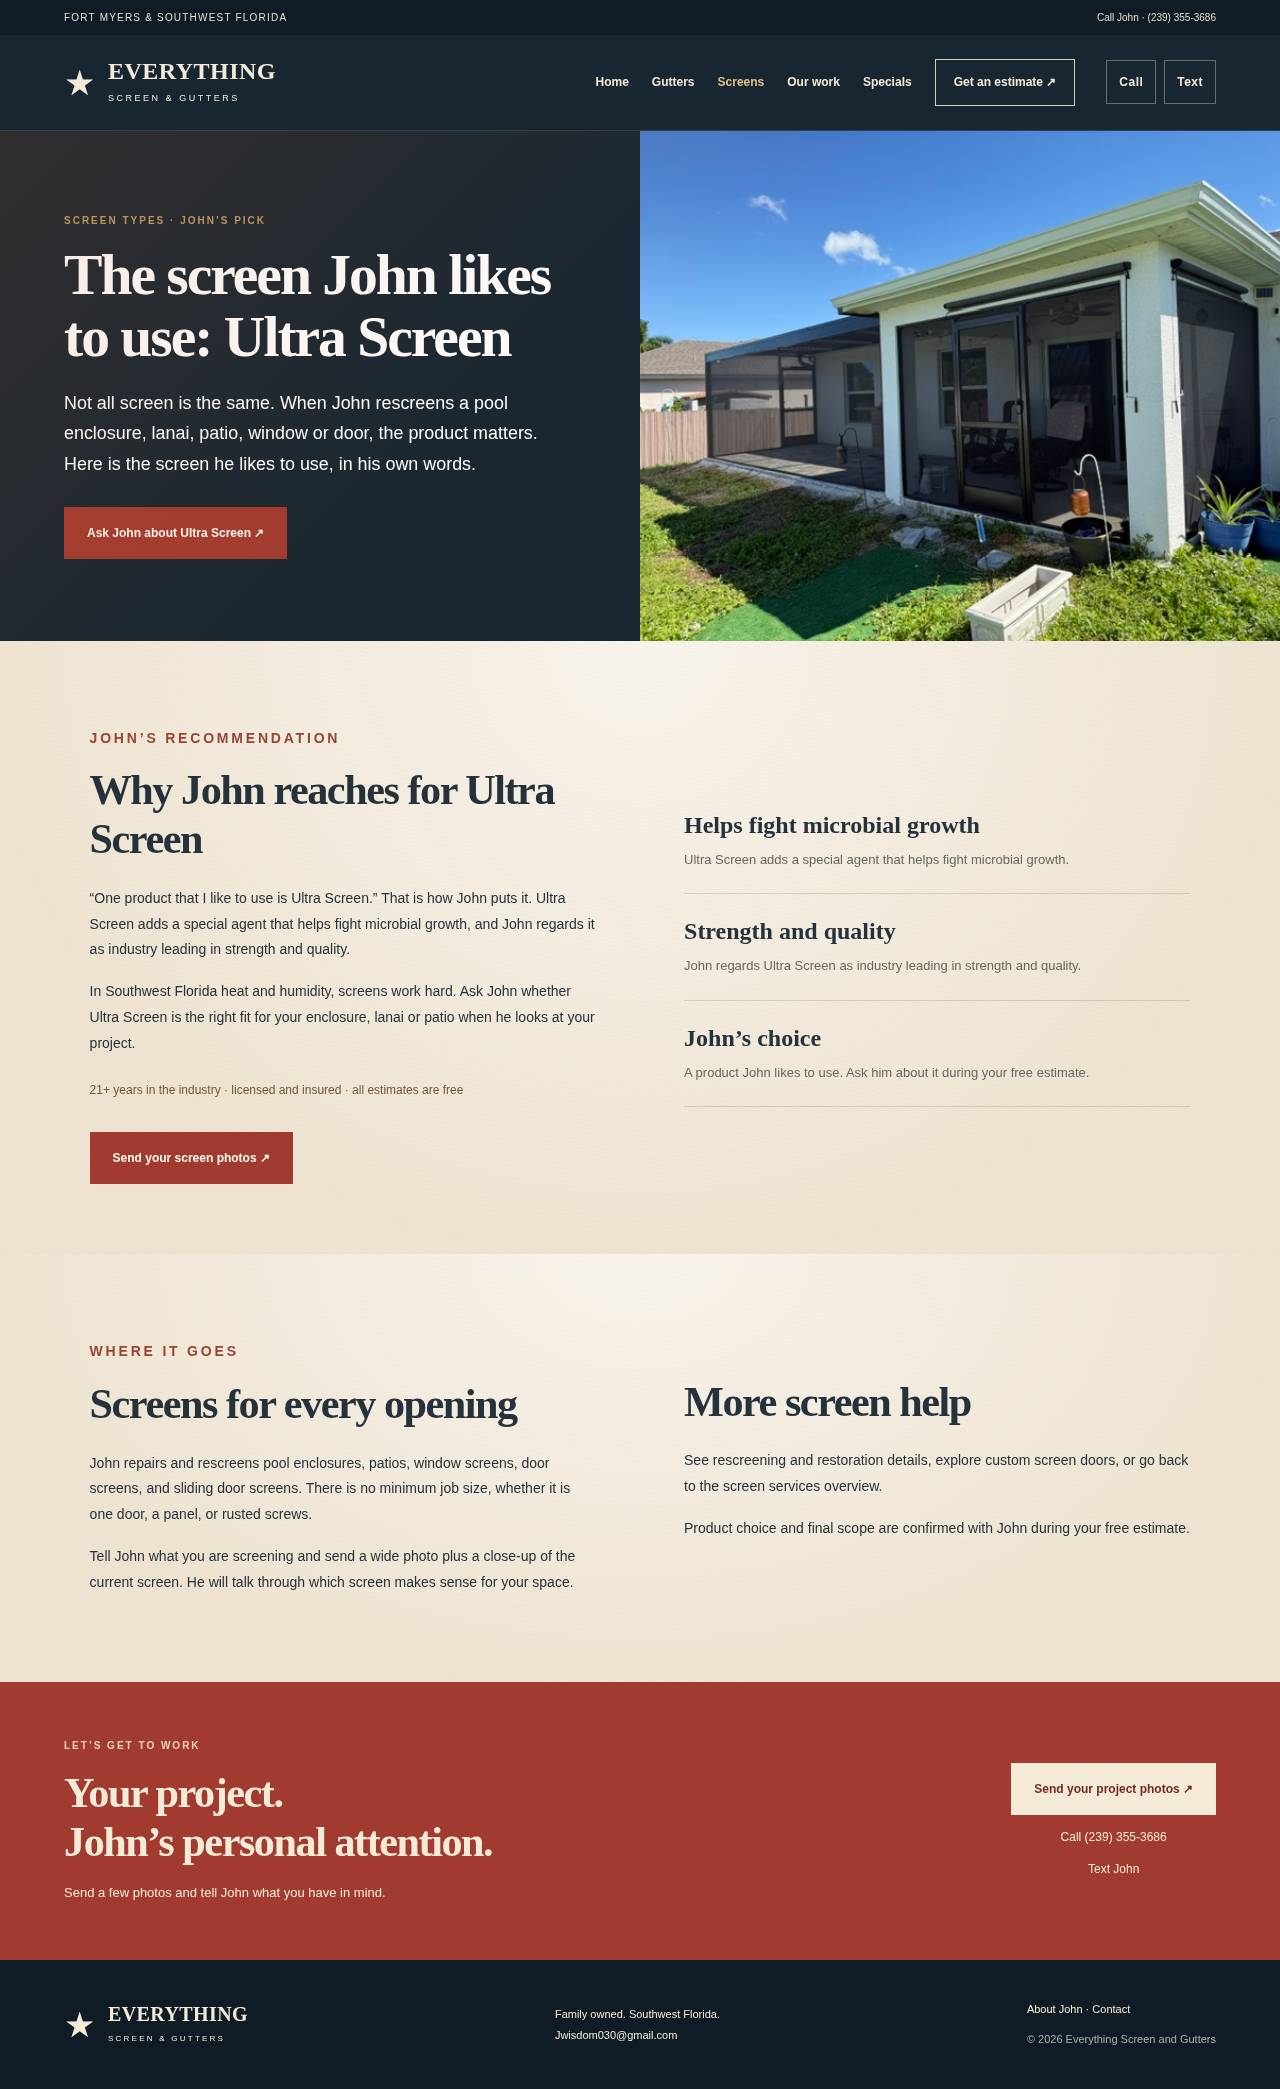 FORT MYERS & SOUTHWEST FLORIDA
Call John · (239) 355-3686
EVERYTHING
SCREEN & GUTTERS
Home
Gutters
Screens
Our work
Specials
Get an estimate ↗
Call
Text
SCREEN TYPES · JOHN'S PICK
The screen John likes
to use: Ultra Screen
Not all screen is the same. When John rescreens a pool
enclosure, lanai, patio, window or door, the product matters.
Here is the screen he likes to use, in his own words.
Ask John about Ultra Screen ↗
JOHN’S RECOMMENDATION
Why John reaches for Ultra
Screen
“One product that I like to use is Ultra Screen.” That is how John puts it. Ultra
Screen adds a special agent that helps fight microbial growth, and John regards it
as industry leading in strength and quality.
In Southwest Florida heat and humidity, screens work hard. Ask John whether
Ultra Screen is the right fit for your enclosure, lanai or patio when he looks at your
project.
21+ years in the industry · licensed and insured · all estimates are free
Send your screen photos ↗
Helps fight microbial growth
Ultra Screen adds a special agent that helps fight microbial growth.
Strength and quality
John regards Ultra Screen as industry leading in strength and quality.
John’s choice
A product John likes to use. Ask him about it during your free estimate.
WHERE IT GOES
Screens for every opening
John repairs and rescreens pool enclosures, patios, window screens, door
screens, and sliding door screens. There is no minimum job size, whether it is
one door, a panel, or rusted screws.
Tell John what you are screening and send a wide photo plus a close-up of the
current screen. He will talk through which screen makes sense for your space.
More screen help
See rescreening and restoration details, explore custom screen doors, or go back
to the screen services overview.
Product choice and final scope are confirmed with John during your free estimate.
LET'S GET TO WORK
Your project.
John’s personal attention.
Send a few photos and tell John what you have in mind.
Send your project photos ↗
Call (239) 355-3686
Text John
EVERYTHING
SCREEN & GUTTERS
Family owned. Southwest Florida.
Jwisdom030@gmail.com
About John · Contact
© 2026 Everything Screen and Gutters